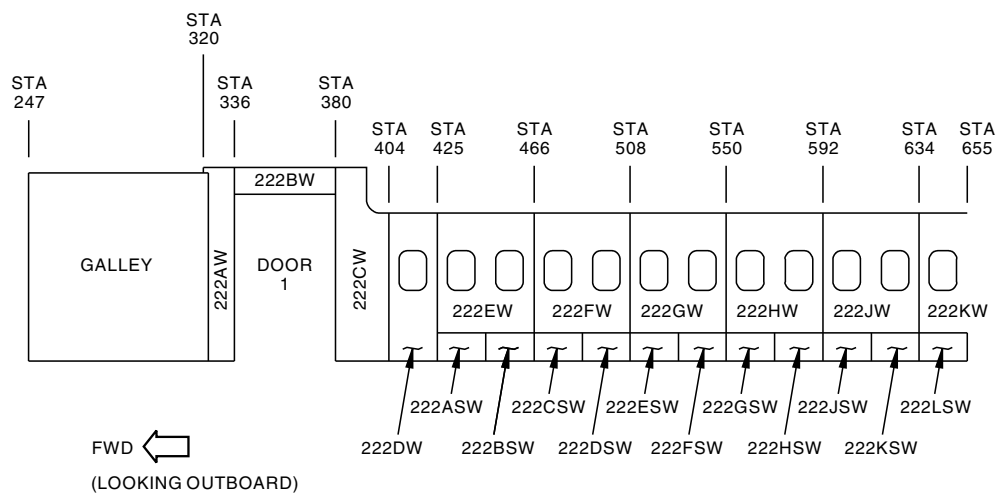 STA
320
STA
247
STA
336
STA
380
STA
404
STA
425
STA
466
STA
508
STA
550
STA
592
STA
634
STA
655
222BW
GALLEY
222AW
DOOR
1
222CW
222EW
222FW
222GW
222HW
222JW
222KW
222ASW
222CSW
222ESW
222GSW
222JSW
222LSW
222DW
222BSW
222DSW
222FSW
222HSW
222KSW
FWD
(LOOKING OUTBOARD)